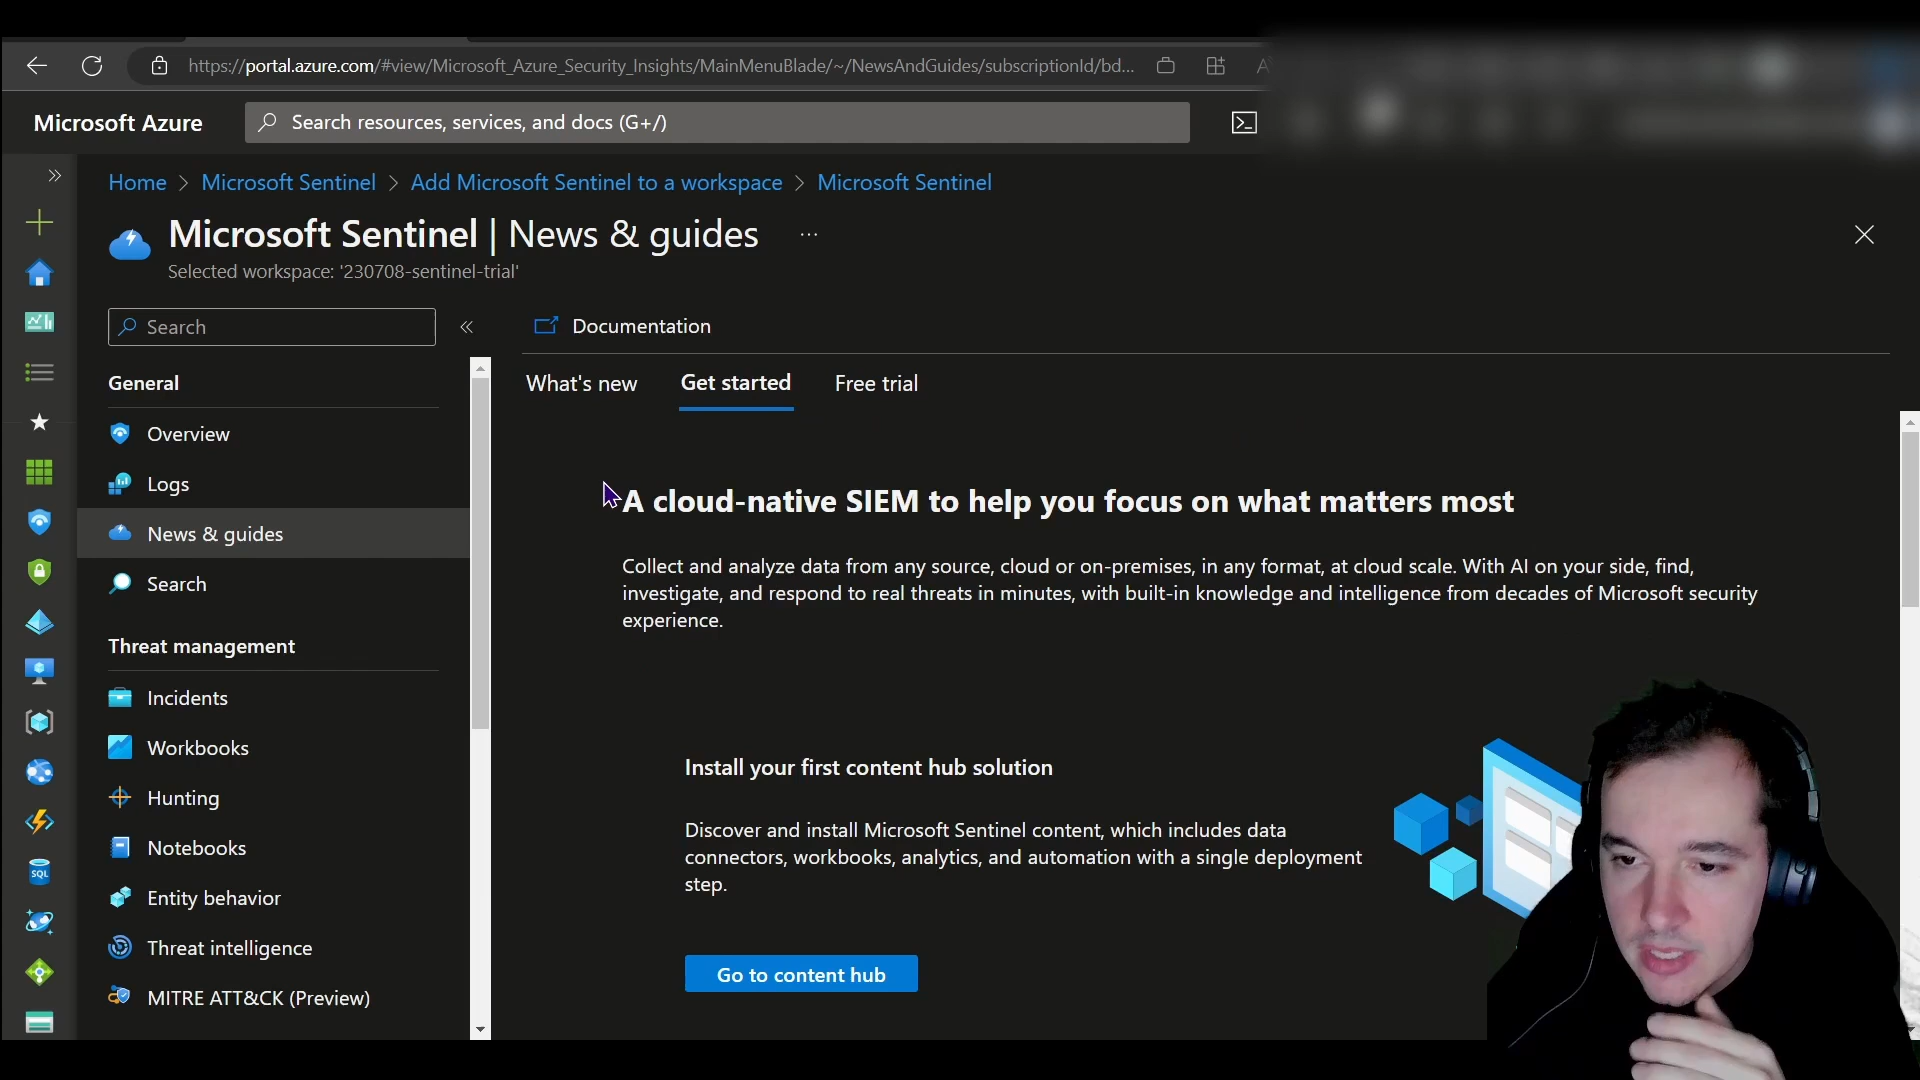 https://portal.azure.com/#view/Microsoft_Azure_Security_Insights/MainMenuBlade/~/NewsAndGuides/subscriptionId/bd...
Microsoft Azure
Search resources, services, and docs (G+/)
Home > Microsoft Sentinel > Add Microsoft Sentinel to a workspace > Microsoft Sentinel
Microsoft Sentinel | News & guides ...
Selected workspace: '230708-sentinel-trial'
Search
General
Overview
Logs
News & guides
Search
Threat management
Incidents
Workbooks
Hunting
Notebooks
Entity behavior
Threat intelligence
MITRE ATT&CK (Preview)
SQL
Documentation
What's new
Get started
Free trial
A cloud-native SIEM to help you focus on what matters most
Collect and analyze data from any source, cloud or on-premises, in any format, at cloud scale. With AI on your side, find,
investigate, and respond to real threats in minutes, with built-in knowledge and intelligence from decades of Microsoft security
experience.
Install your first content hub solution
Discover and install Microsoft Sentinel content, which includes data
connectors, workbooks, analytics, and automation with a single deployment
step.
Go to content hub